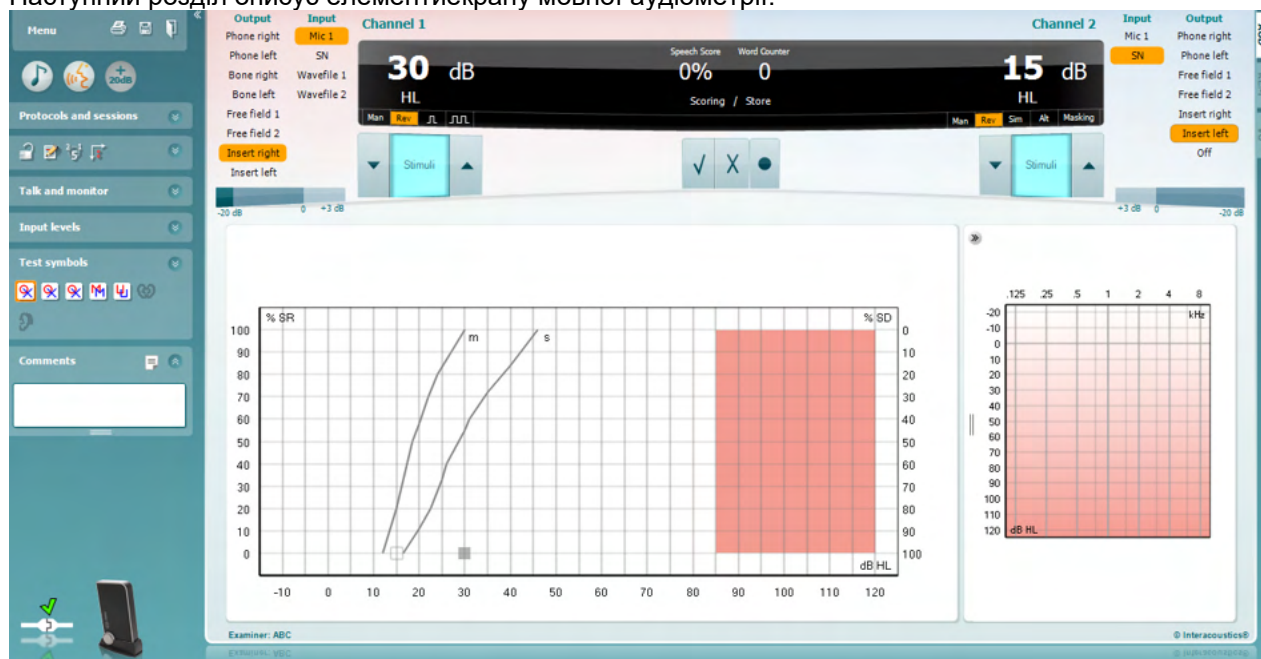 Наступний розділ описує елементиекрану мовної аудіометрії.
Menu
20dB
Protocols and sessions
Talk and monitor
Input levels
Test symbols
Comments
Output Input Channel 1 Channel 2 Input Output
Phone right Mic 1 Mic 1 Phone right
Phone left SN SN Phone left
Bone right Wavefile 1 Free field 1
Bone left Wavefile 2 Free field 2
Free field 1 Insert right
Free field 2 Insert left
Insert right Off
Insert left
Speech Score Word Counter
30 dB 0% 0 15 dB
HL Scoring / Store HL
Man Rev Man Rev Sim Alt Masking
Stimuli Stimuli
-20 dB 0 +3 dB +3 dB 0 -20 dB
% SR % SD
m s
100 0
90 10
80 20
70 30
60 40
50 50
40 60
30 70
20 80
10 90
0 100
dB HL
-10 0 10 20 30 40 50 60 70 80 90 100 110 120
.125 .25 .5 1 2 4 8
kHz
-20
-10
0
10
20
30
40
50
60
70
80
90
100
110
120 dB HL
Examiner: ABC © Interacoustics®